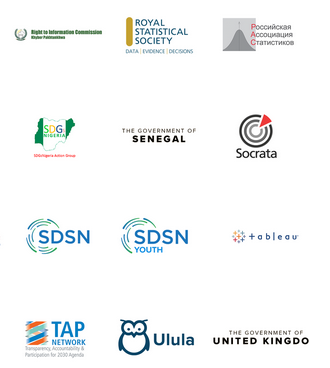 Right to Information Commission
Khyber Pakhtunkhwa
ROYAL
STATISTICAL
SOCIETY
DATA | EVIDENCE | DECISIONS
Российская
Ассоциация
Статистиков
SDG
NIGERIA
SDGsNigeria Action Group
THE GOVERNMENT OF
SENEGAL
Socrata
SDSN
SDSN
YOUTH
+ a b l e a u
TAP
NETWORK
Transparency, Accountability &
Participation for 2030 Agenda
Ulula
THE GOVERNMENT OF
UNITED KINGDO